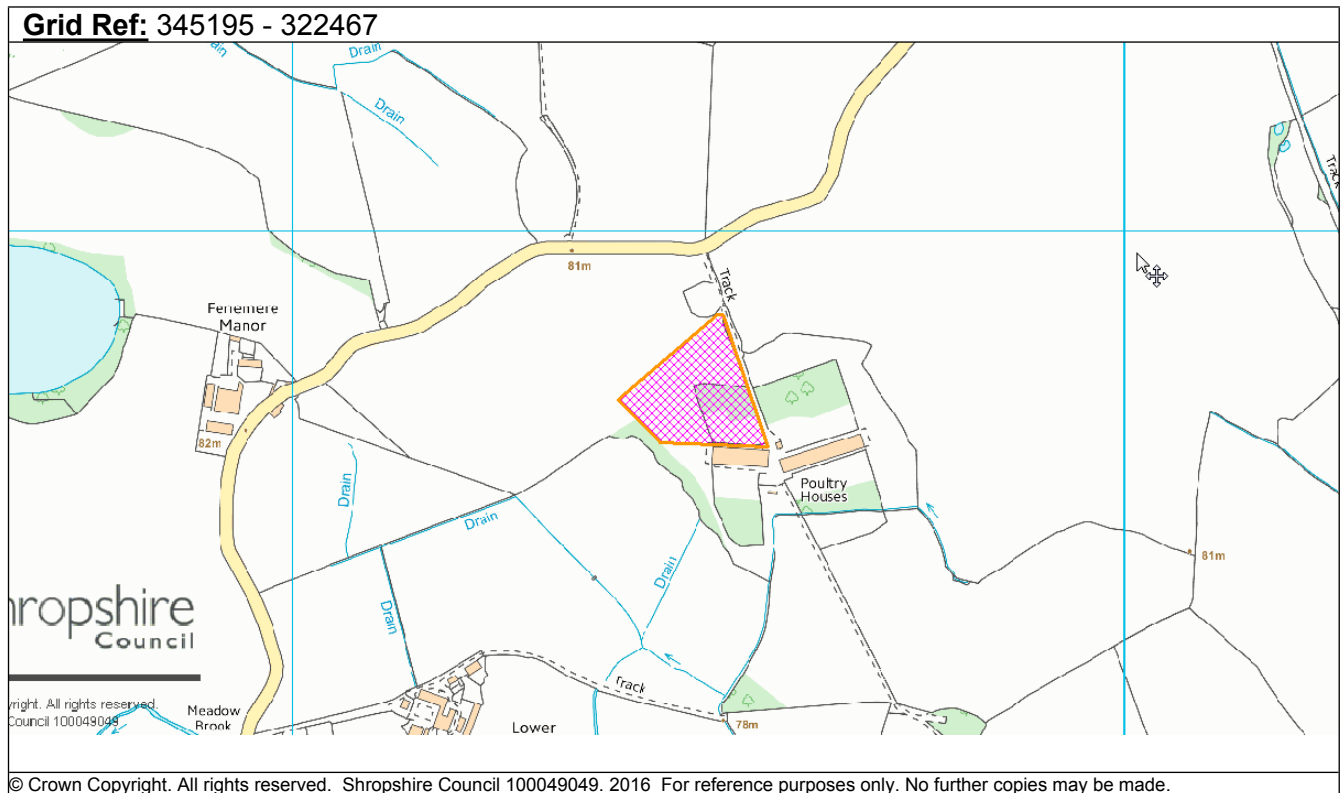 Grid Ref: 345195 - 322467
Drain
Drain
81m
Track
Track
Fenemere
Manor
82m
Drain
Drain
Drain
Drain
Poultry
Houses
81m
hropshire
Council
yright. All rights reserved.
Council 100049049
Meadow
Brook
Track
Lower
78m
© Crown Copyright. All rights reserved. Shropshire Council 100049049. 2016 For reference purposes only. No further copies may be made.